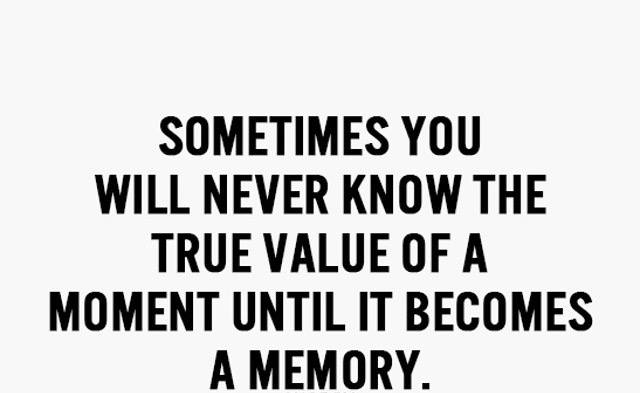 SOMETIMES YOU
WILL NEVER KNOW THE
TRUE VALUE OF A
MOMENT UNTIL IT BECOMES
A MEMORY.